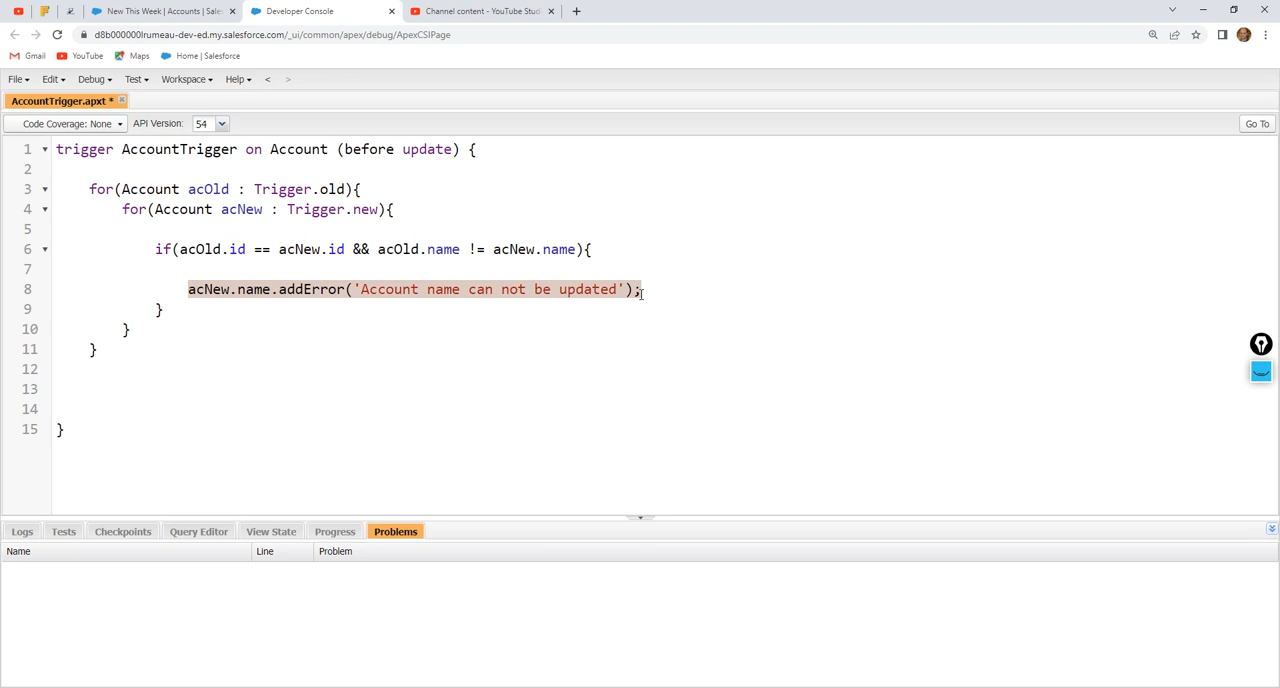 New This Week | Accounts | Sales
Developer Console
Channel content - YouTube Studi
d8b000000lrumeau-dev-ed.my.salesforce.com/_ui/common/apex/debug/ApexCSIPage
Gmail YouTube Maps Home | Salesforce
File Edit Debug Test Workspace Help < >
AccountTrigger.apxt *
Code Coverage: None API Version: 54 Go To
1 trigger AccountTrigger on Account (before update) {
2
3 for(Account acOld : Trigger.old){
4 for(Account acNew : Trigger.new){
5
6 if(acOld.id == acNew.id && acOld.name != acNew.name){
7
8 acNew.name.addError('Account name can not be updated');
9 }
10 }
11 }
12
13
14
15 }
Logs Tests Checkpoints Query Editor View State Progress Problems
Name Line Problem